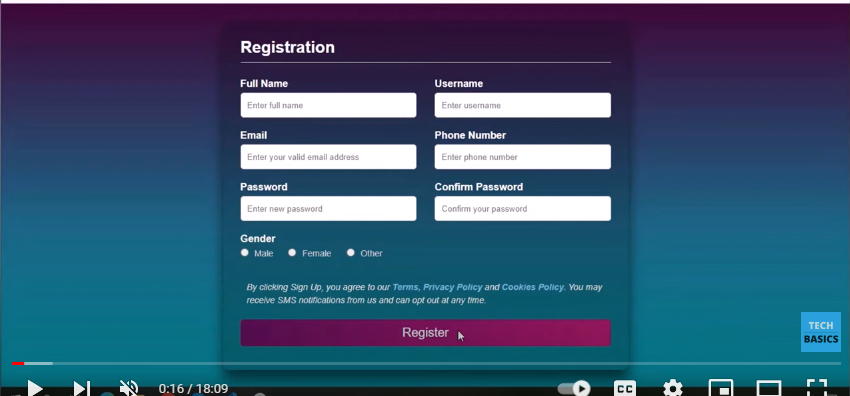 Registration
Full Name Username
Enter full name Enter username
Email Phone Number
Enter your valid email address Enter phone number
Password Confirm Password
Enter new password Confirm your password
Gender
Male Female Other
By clicking Sign Up, you agree to our Terms, Privacy Policy and Cookies Policy. You may
receive SMS notifications from us and can opt out at any time.
Register
TECH
BASICS
0:16 / 18:09
CC